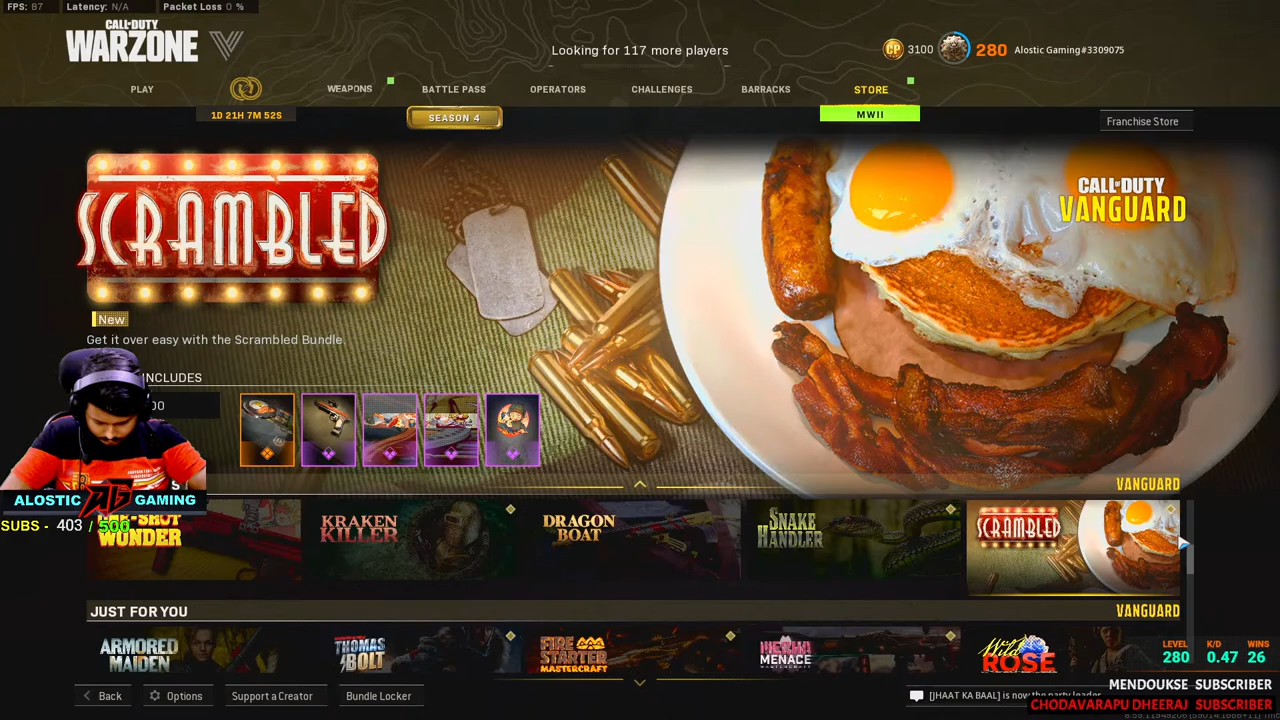 FPS: 87 Latency: N/A Packet Loss 0 %
CALL OF DUTY
WARZONE
Looking for 117 more players
CP 3100 280 Alostic Gaming#3309075
PLAY WEAPONS BATTLE PASS OPERATORS CHALLENGES BARRACKS STORE
1D 21H 7M 52S SEASON 4 MWII
Franchise Store
SCRAMBLED
CALL OF DUTY
VANGUARD
New
Get it over easy with the Scrambled Bundle.
INCLUDES
VANGUARD
ALOSTIC AG GAMING
SUBS - 403 / 500
WONDER
KRAKEN
KILLER
DRAGON
BOAT
SNAKE
HANDLER
SCRAMBLED
JUST FOR YOU VANGUARD
ARMORED
MAIDEN
THOMAS
BOLT
FIRE
STARTER
MASTERCRAFT
MECHA
MENACE
MASTERCRAFT
Wild
ROSE
LEVEL K/D WINS
280 0.47 26
Back Options Support a Creator Bundle Locker
[JHAAT KA BAAL] is now the party leader
MENDOUKSE SUBSCRIBER
CHODAVARAPU DHEERAJ SUBSCRIBER